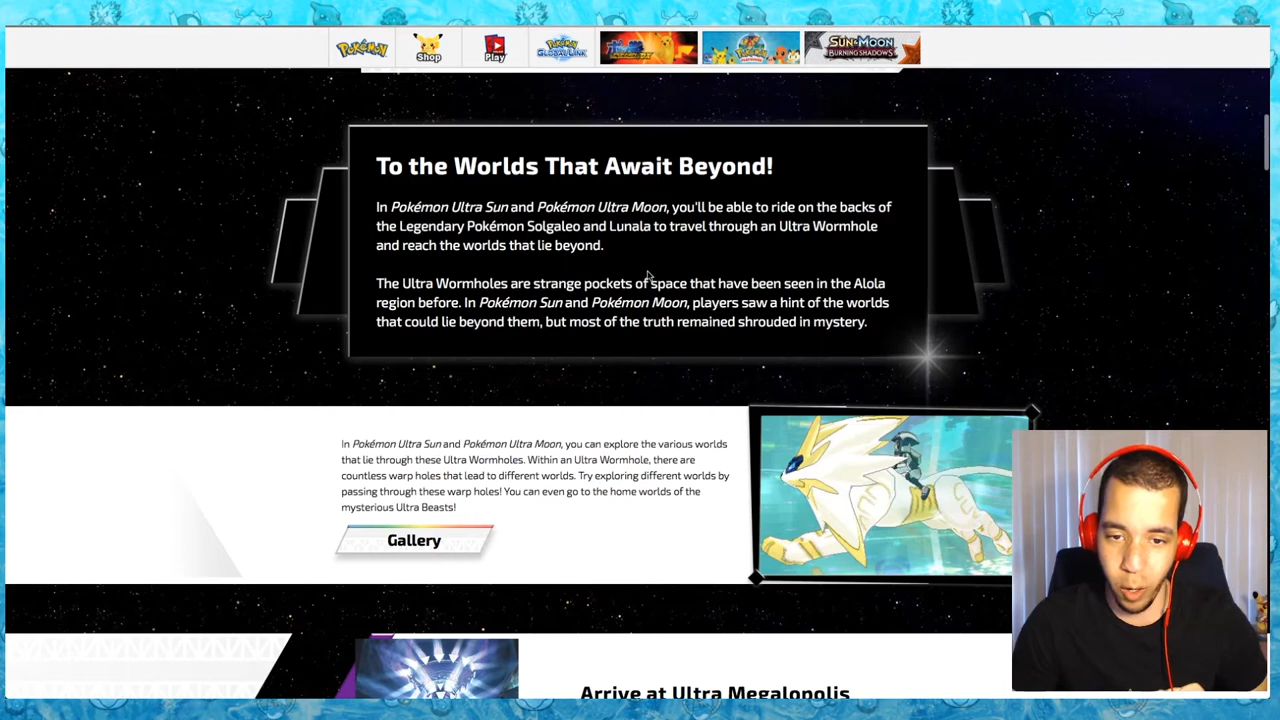 Pokémon
Shop
Play
Pokémon
GLOBAL LINK
SUN & MOON
BURNING SHADOWS
To the Worlds That Await Beyond!
In Pokémon Ultra Sun and Pokémon Ultra Moon, you'll be able to ride on the backs of
the Legendary Pokémon Solgaleo and Lunala to travel through an Ultra Wormhole
and reach the worlds that lie beyond.
The Ultra Wormholes are strange pockets of space that have been seen in the Alola
region before. In Pokémon Sun and Pokémon Moon, players saw a hint of the worlds
that could lie beyond them, but most of the truth remained shrouded in mystery.
In Pokémon Ultra Sun and Pokémon Ultra Moon, you can explore the various worlds
that lie through these Ultra Wormholes. Within an Ultra Wormhole, there are
countless warp holes that lead to different worlds. Try exploring different worlds by
passing through these warp holes! You can even go to the home worlds of the
mysterious Ultra Beasts!
Gallery
Arrive at Ultra Megalopolis